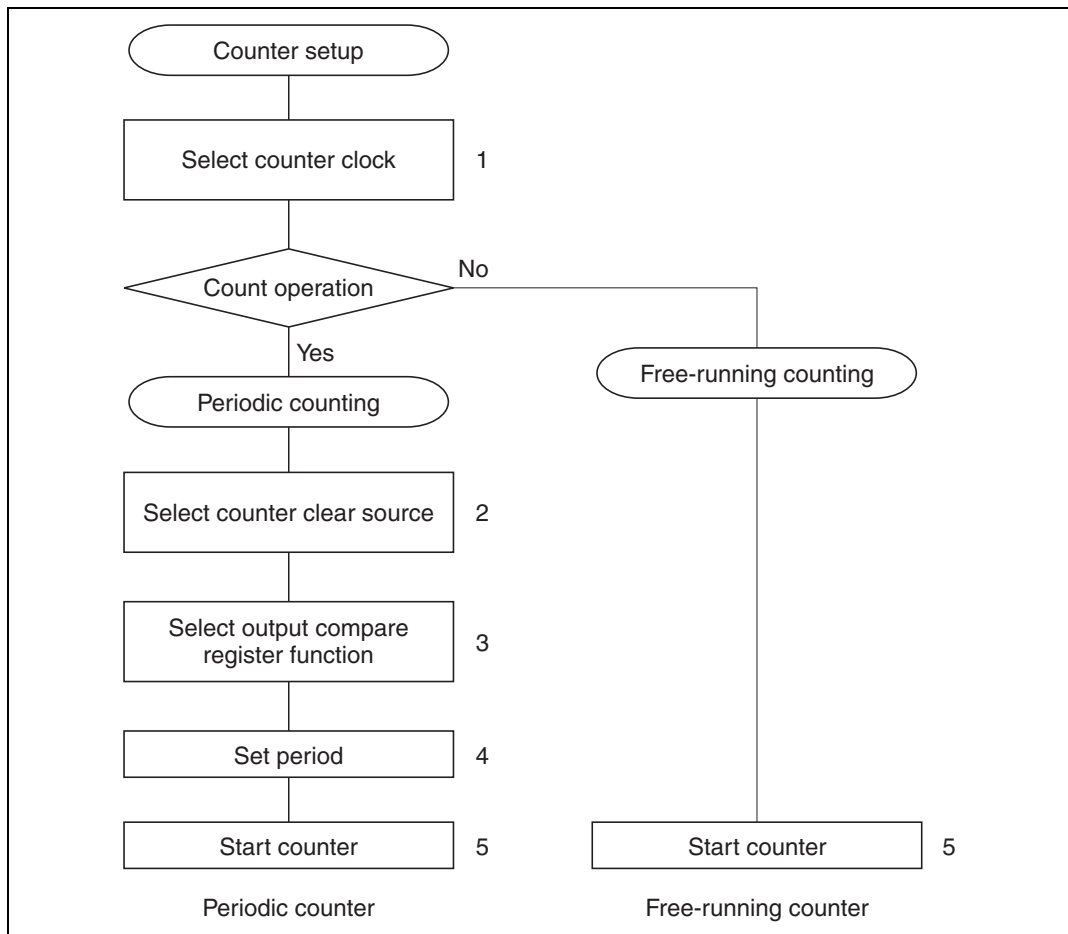 Counter setup
Select counter clock
1
Count operation
No
Yes
Free-running counting
Periodic counting
Select counter clear source
2
Select output compare
register function
3
Set period
4
Start counter
5
Start counter
5
Periodic counter
Free-running counter